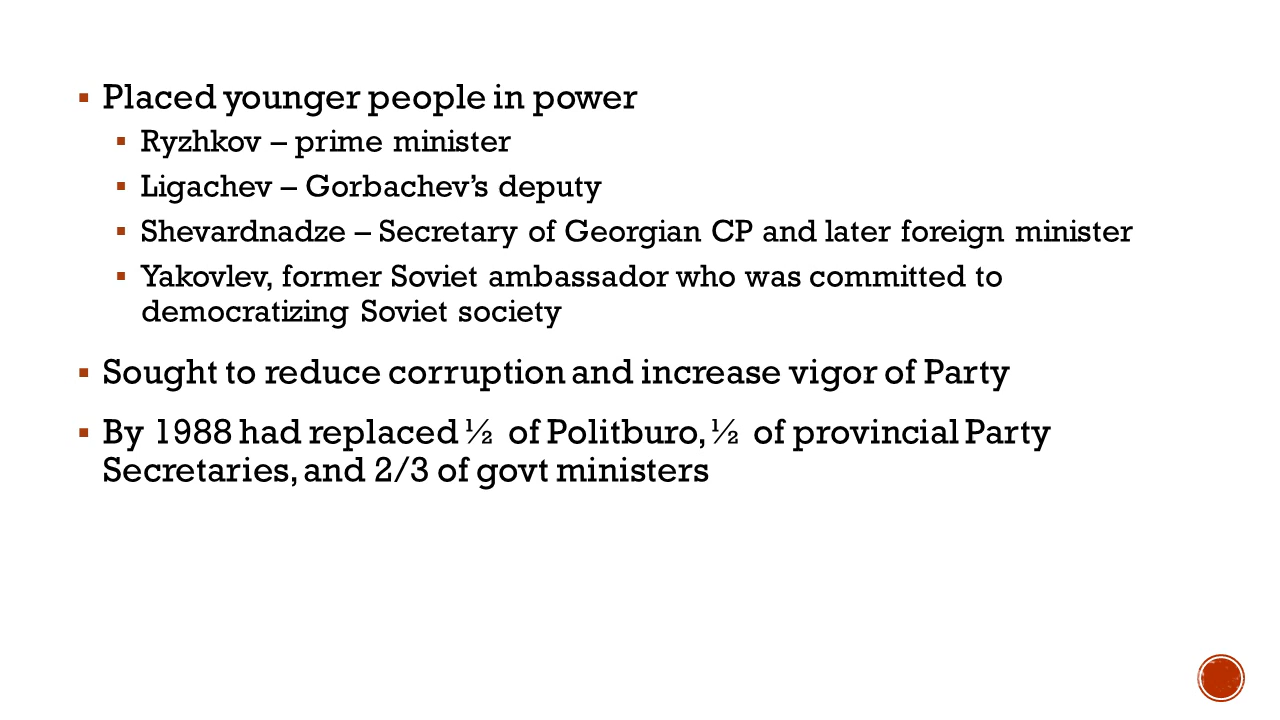 Placed younger people in power
Ryzhkov – prime minister
Ligachev – Gorbachev’s deputy
Shevardnadze – Secretary of Georgian CP and later foreign minister
Yakovlev, former Soviet ambassador who was committed to
democratizing Soviet society
Sought to reduce corruption and increase vigor of Party
By 1988 had replaced ½ of Politburo, ½ of provincial Party
Secretaries, and 2/3 of govt ministers